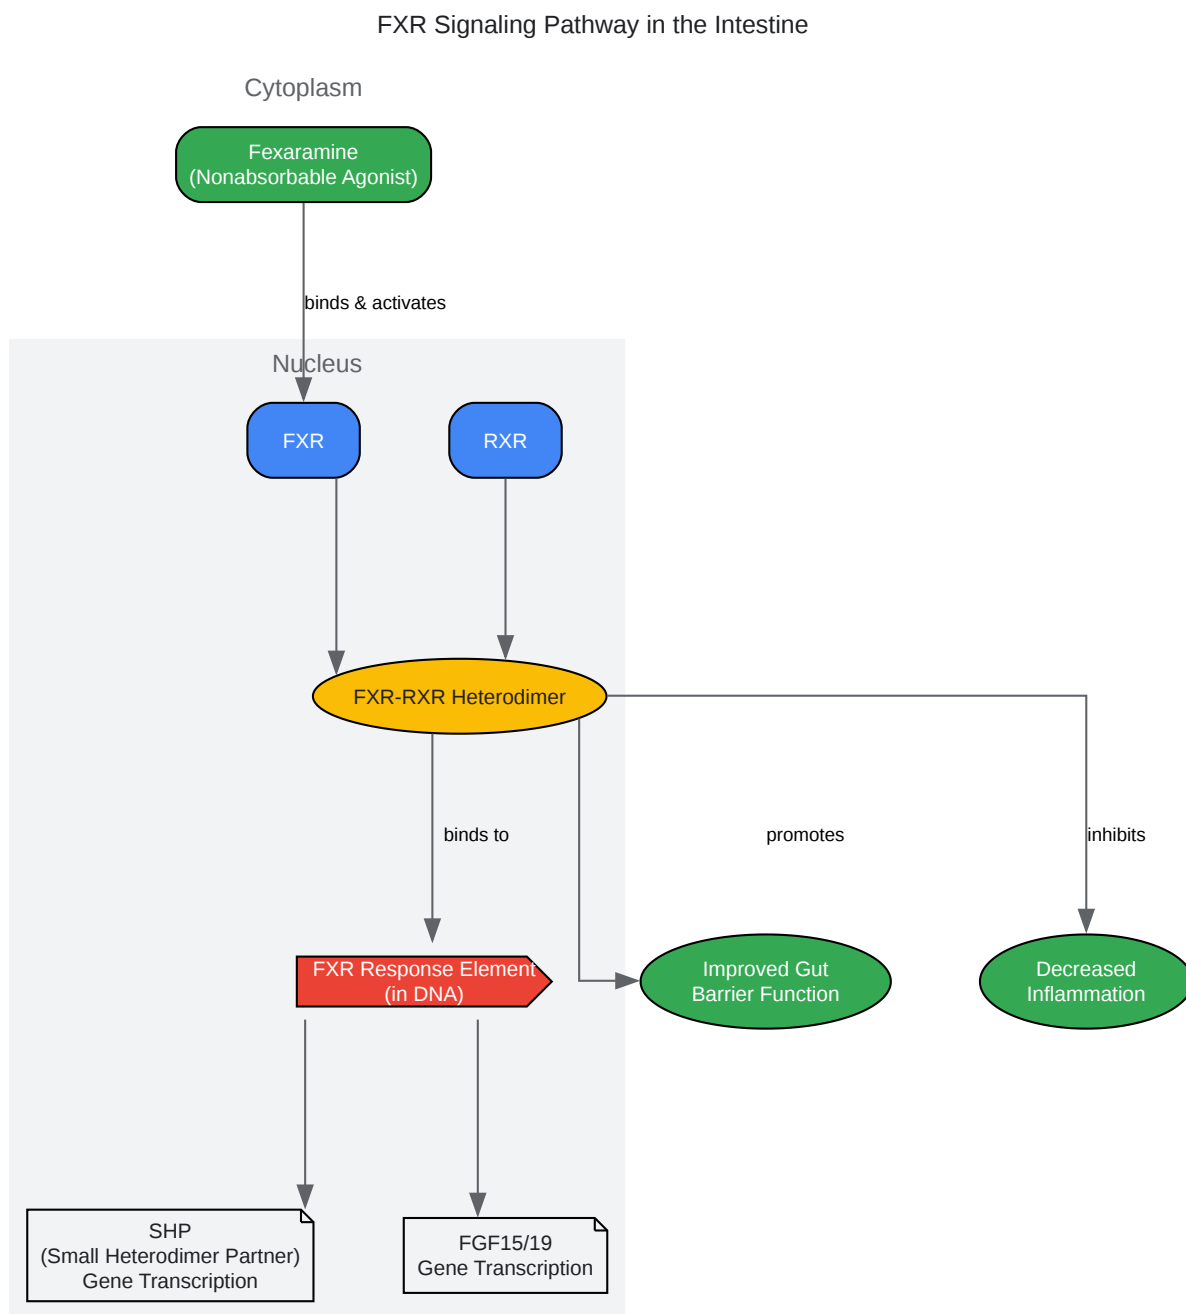 FXR Signaling Pathway in the Intestine
Cytoplasm
Fexaramine
(Nonabsorbable Agonist)
binds & activates
Nucleus
FXR
RXR
FXR-RXR Heterodimer
binds to
promotes
inhibits
FXR Response Element
(in DNA)
Improved Gut
Barrier Function
Decreased
Inflammation
SHP
(Small Heterodimer Partner)
Gene Transcription
FGF15/19
Gene Transcription